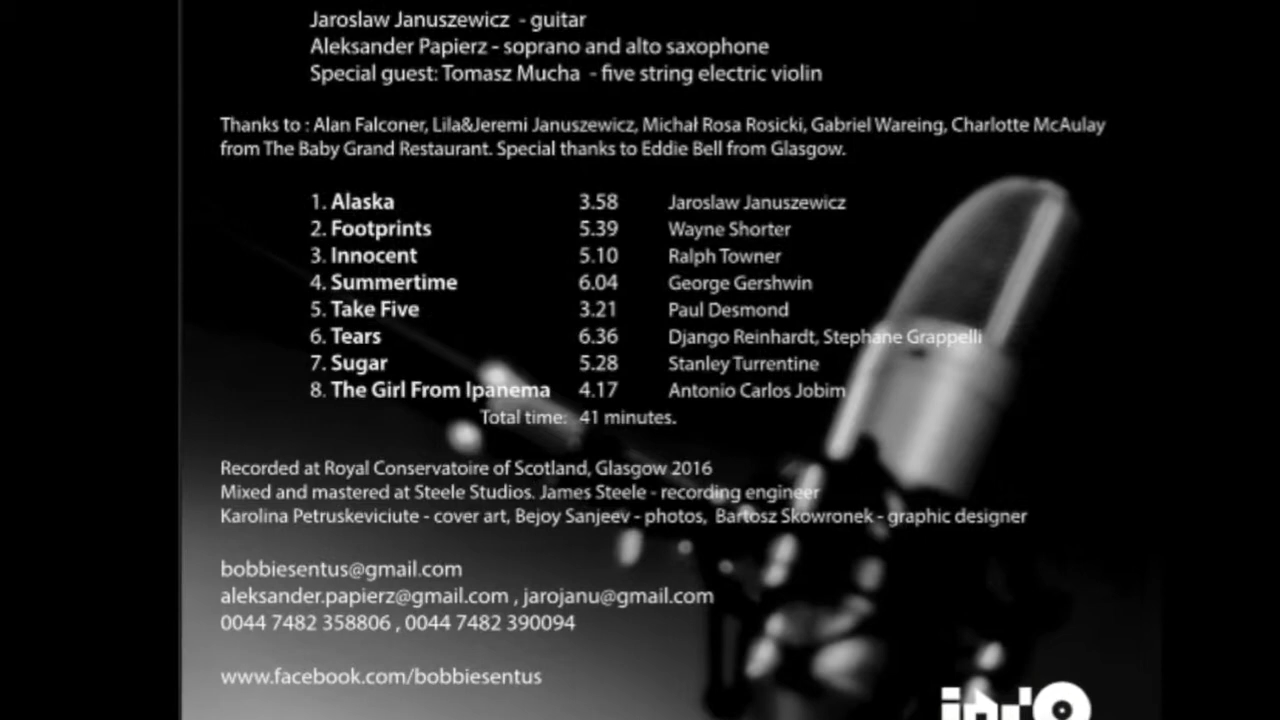 Jaroslaw Januszewicz - guitar
Aleksander Papierz - soprano and alto saxophone
Special guest: Tomasz Mucha - five string electric violin
Thanks to : Alan Falconer, Lila&Jeremi Januszewicz, Michał Rosa Rosicki, Gabriel Wareing, Charlotte McAulay
from The Baby Grand Restaurant. Special thanks to Eddie Bell from Glasgow.
1. Alaska 3.58 Jaroslaw Januszewicz
2. Footprints 5.39 Wayne Shorter
3. Innocent 5.10 Ralph Towner
4. Summertime 6.04 George Gershwin
5. Take Five 3.21 Paul Desmond
6. Tears 6.36 Django Reinhardt, Stephane Grappelli
7. Sugar 5.28 Stanley Turrentine
8. The Girl From Ipanema 4.17 Antonio Carlos Jobim
Total time: 41 minutes.
Recorded at Royal Conservatoire of Scotland, Glasgow 2016
Mixed and mastered at Steele Studios. James Steele - recording engineer
Karolina Petruskeviciute - cover art, Bejoy Sanjeev - photos, Bartosz Skowronek - graphic designer
bobbiesentus@gmail.com
aleksander.papierz@gmail.com , jarojanu@gmail.com
0044 7482 358806 , 0044 7482 390094
www.facebook.com/bobbiesentus